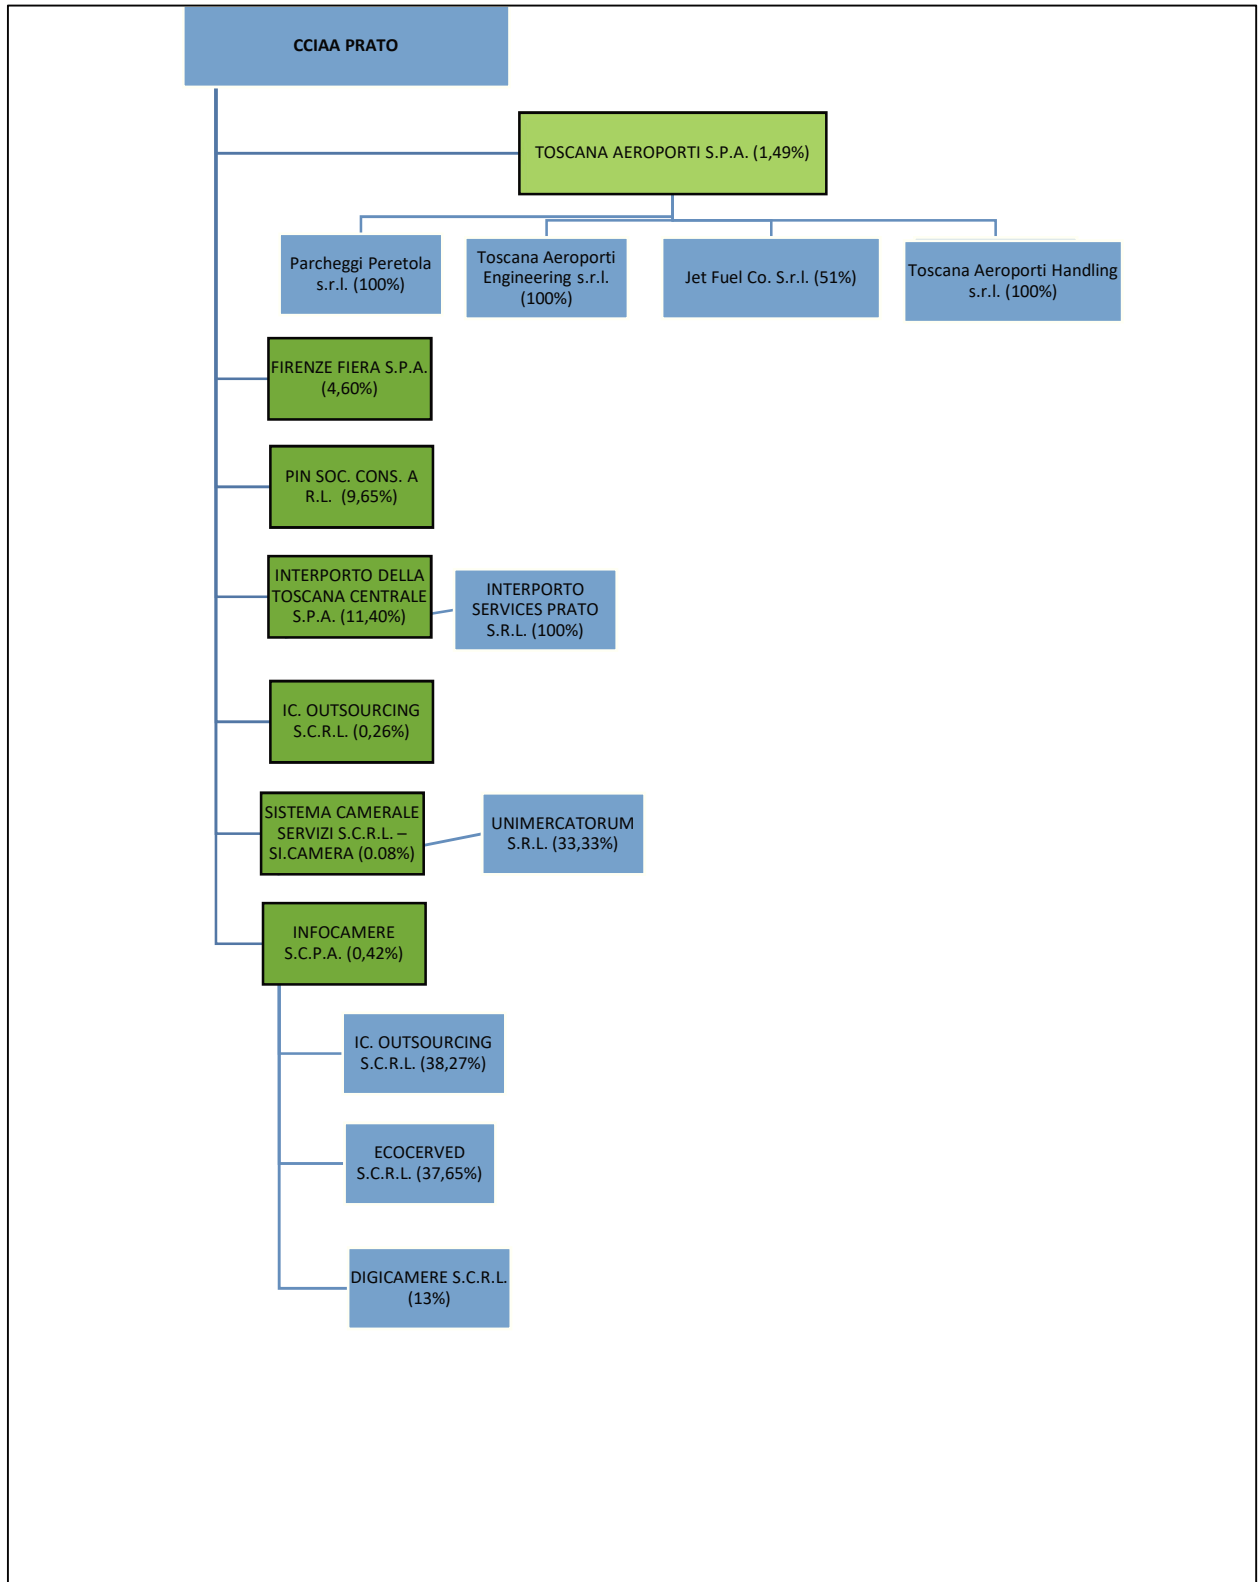 CCIAA PRATO
TOSCANA AEROPORTI S.P.A. (1,49%)
Parcheggi Peretola
s.r.l. (100%)
Toscana Aeroporti
Engineering s.r.l.
(100%)
Jet Fuel Co. S.r.l. (51%)
Toscana Aeroporti Handling
s.r.l. (100%)
FIRENZE FIERA S.P.A.
(4,60%)
PIN SOC. CONS. A
R.L. (9,65%)
INTERPORTO DELLA
TOSCANA CENTRALE
S.P.A. (11,40%)
INTERPORTO
SERVICES PRATO
S.R.L. (100%)
IC. OUTSOURCING
S.C.R.L. (0,26%)
SISTEMA CAMERALE
SERVIZI S.C.R.L. –
SI.CAMERA (0.08%)
UNIMERCATORUM
S.R.L. (33,33%)
INFOCAMERE
S.C.P.A. (0,42%)
IC. OUTSOURCING
S.C.R.L. (38,27%)
ECOCERVED
S.C.R.L. (37,65%)
DIGICAMERE S.C.R.L.
(13%)